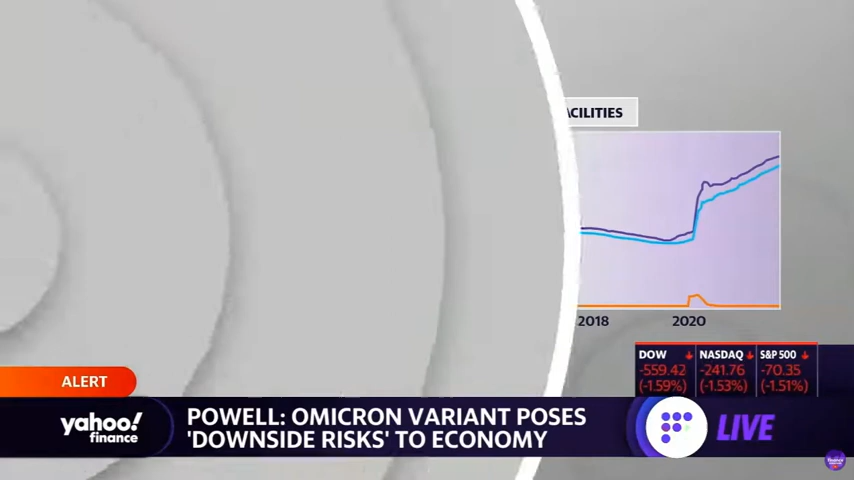 ACILITIES
2018 2020
DOW NASDAQ S&P 500
-559.42 -241.76 -70.35
(-1.59%) (-1.53%) (-1.51%)
ALERT
yahoo!
finance
POWELL: OMICRON VARIANT POSES
'DOWNSIDE RISKS' TO ECONOMY
LIVE